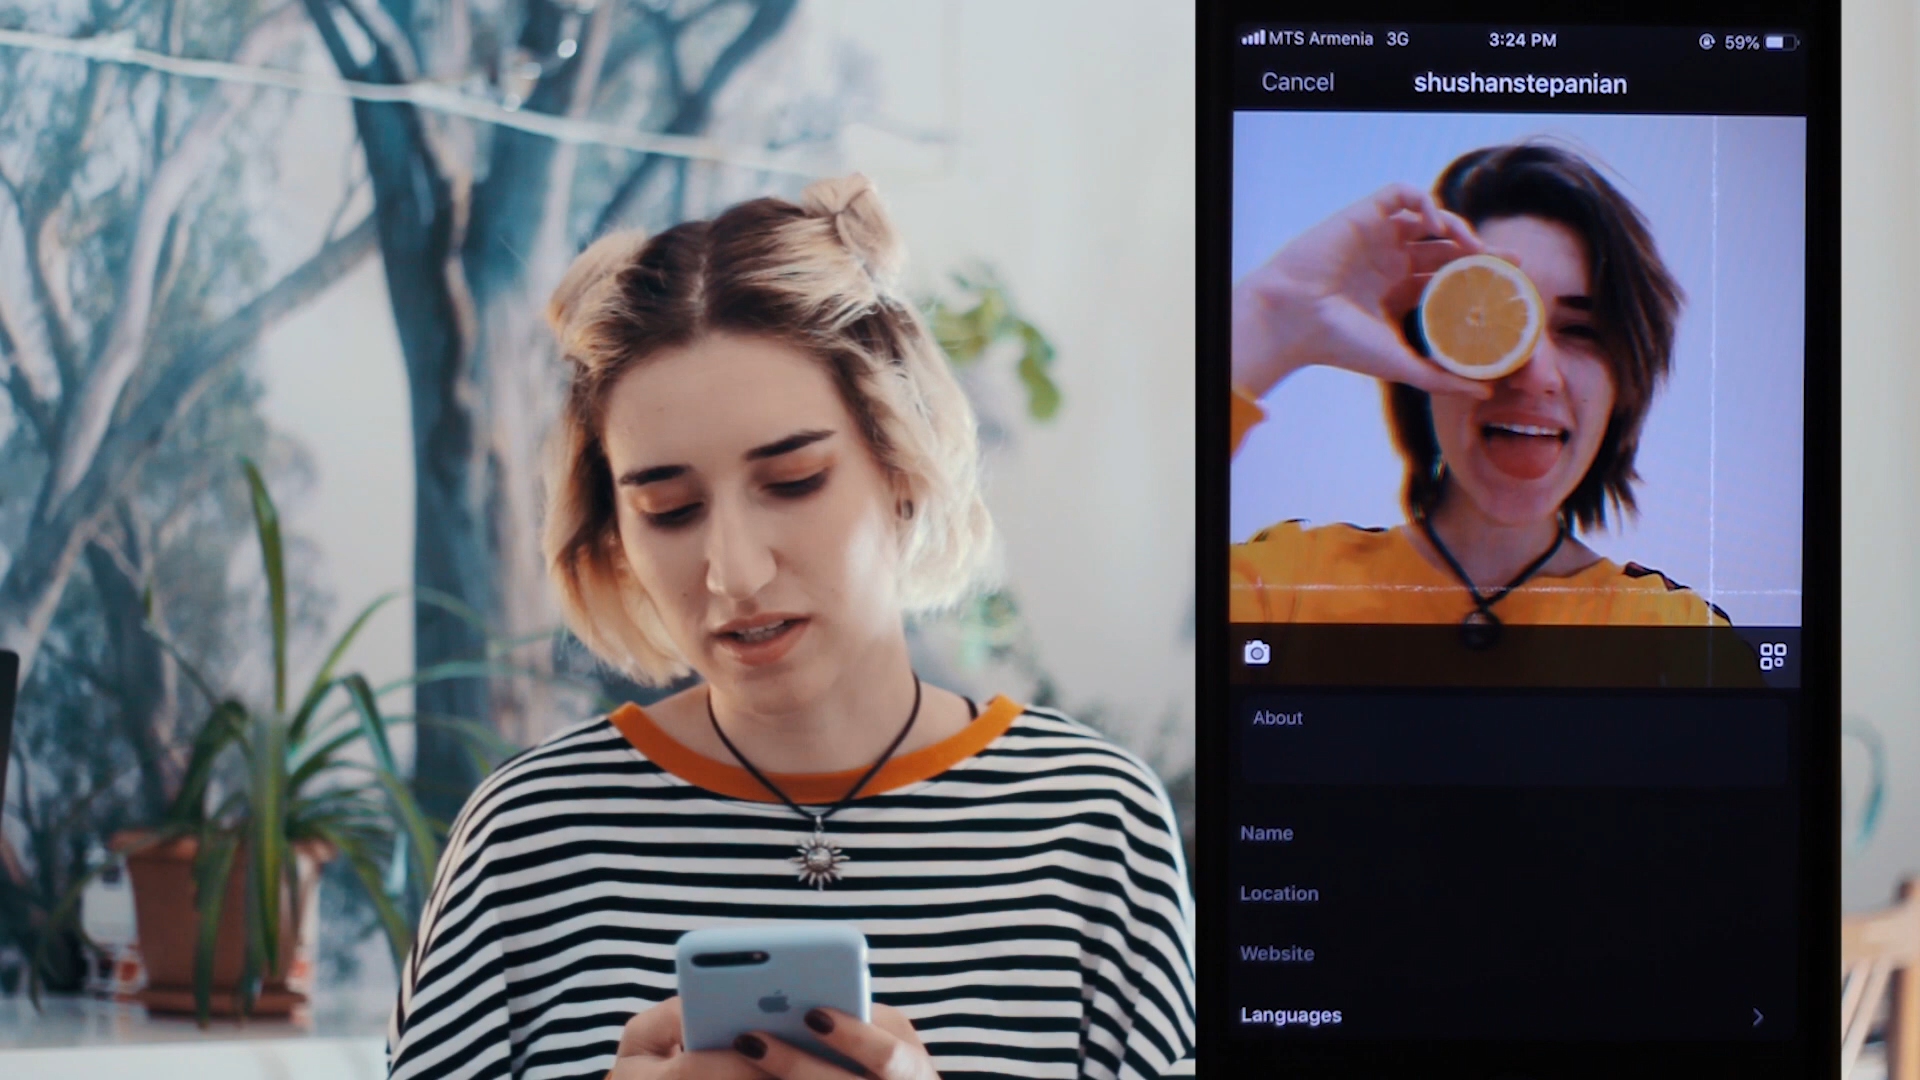 MTS Armenia 3G 3:24 PM 59%
Cancel shushanstepanian
About
Name
Location
Website
Languages